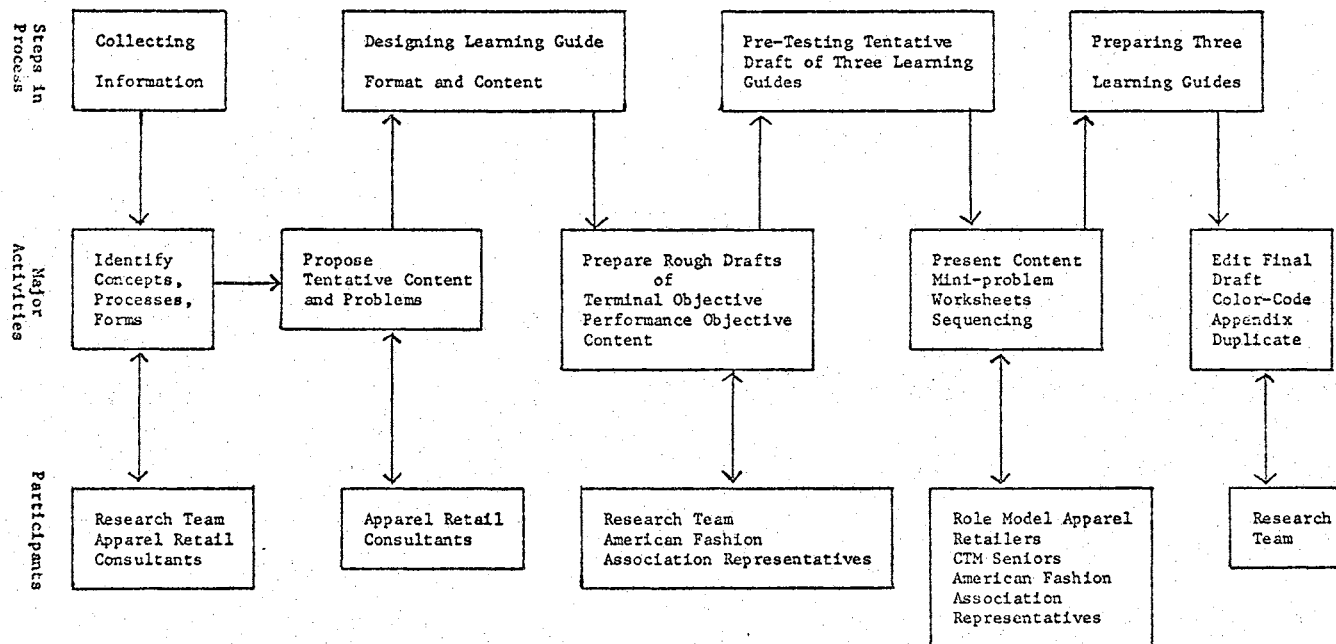 Steps in
Process
Collecting
Information
Designing Learning Guide
Format and Content
Pre-Testing Tentative
Draft of Three Learning
Guides
Preparing Three
Learning Guides
Major
Activities
Identify
Concepts,
Processes,
Forms
Propose
Tentative Content
and Problems
Prepare Rough Drafts
of
Terminal Objective
Performance Objective
Content
Present Content
Mini-problem
Worksheets
Sequencing
Edit Final
Draft
Color-Code
Appendix
Duplicate
Participants
Research Team
Apparel Retail
Consultants
Apparel Retail
Consultants
Research Team
American Fashion
Association Representatives
Role Model Apparel
Retailers
CTM Seniors
American Fashion
Association
Representatives
Research
Team